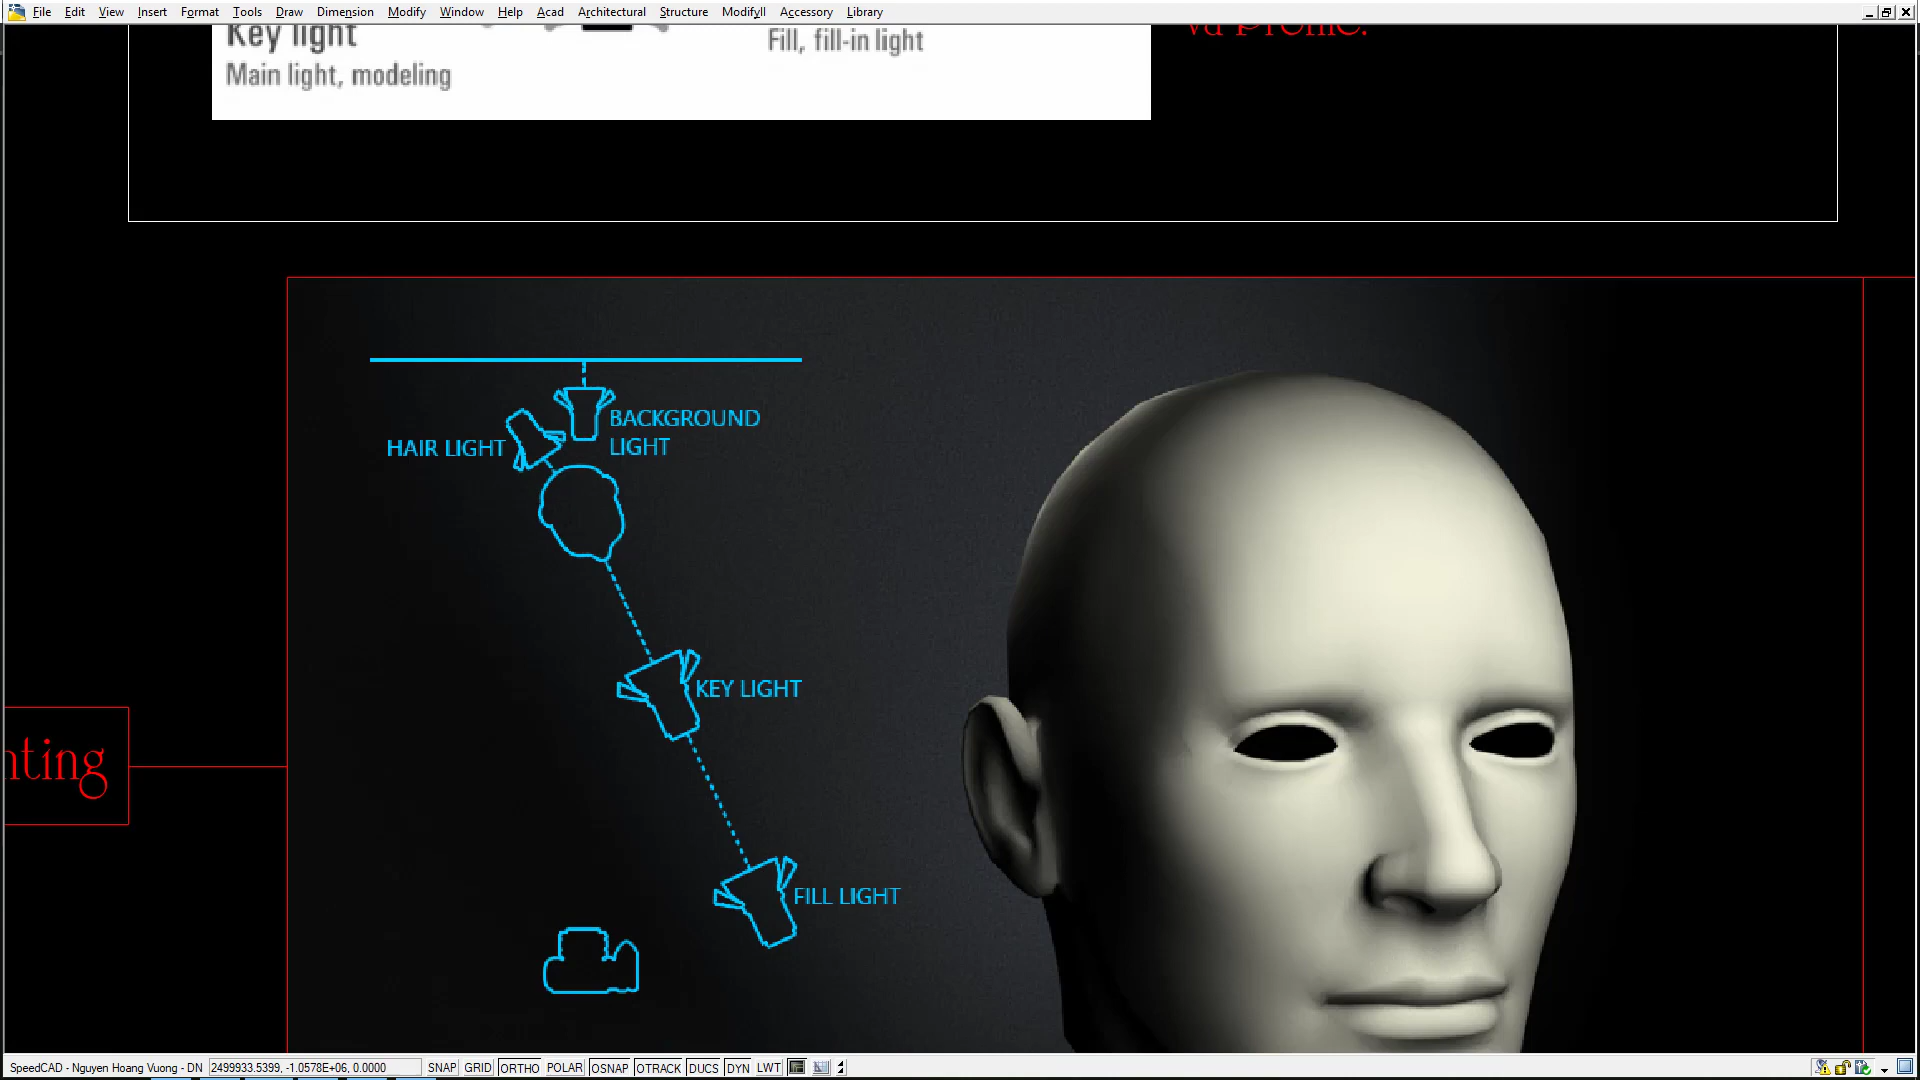 File Edit View Insert Format Tools Draw Dimension Modify Window Help Acad Architectural Structure ModifyII Accessory Library
Key light
Main light, modeling
Fill, fill-in light
BACKGROUND
LIGHT
HAIR LIGHT
KEY LIGHT
FILL LIGHT
nting
SpeedCAD - Nguyen Hoang Vuong - DN 2499933.5399, -1.0578E+06, 0.0000 SNAP GRID ORTHO POLAR OSNAP OTRACK DUCS DYN LWT